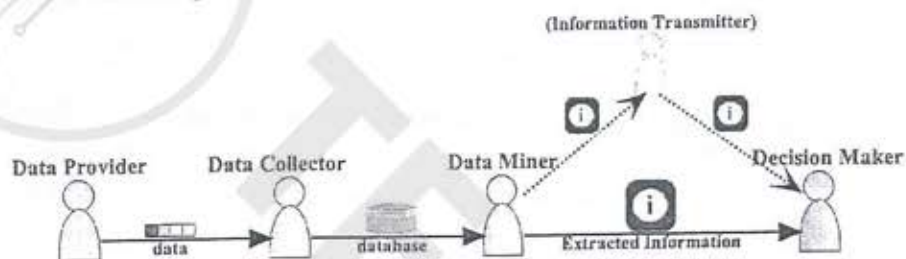 (Information Transmitter)
i
i
Data Provider
Data Collector
Data Miner
Decision Maker
i
data
database
Extracted Information